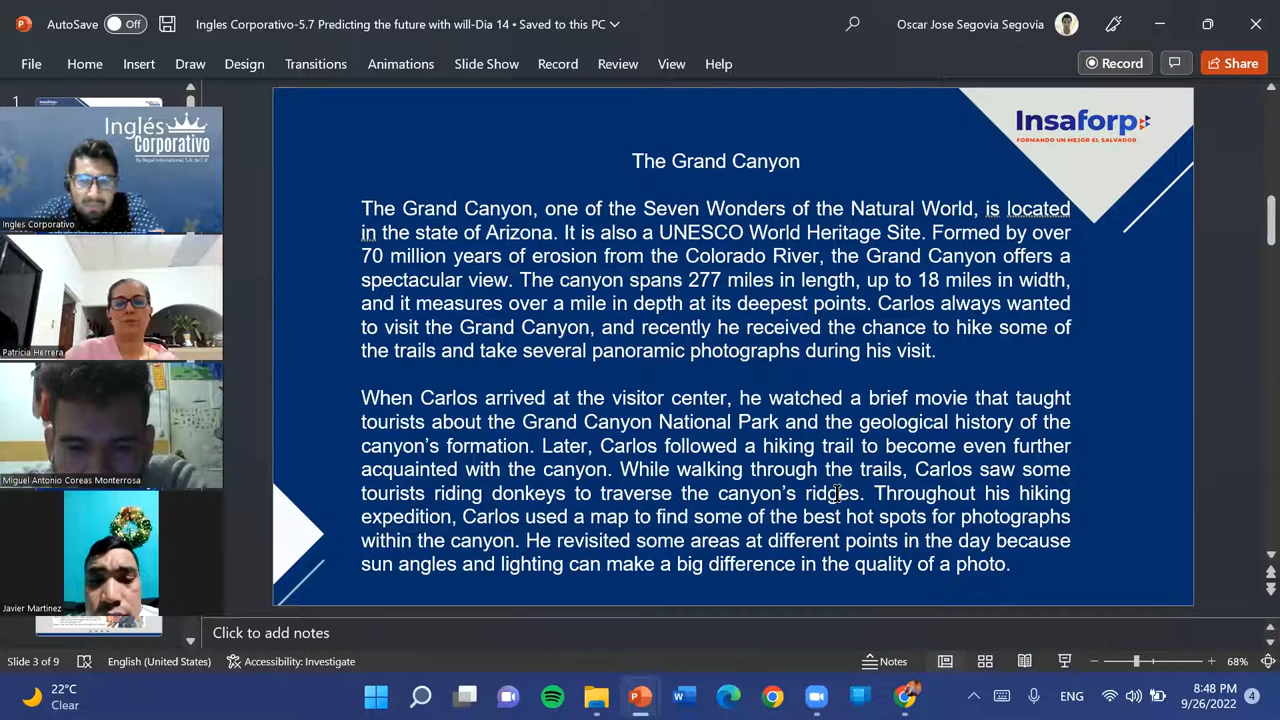 AutoSave Off Ingles Corporativo-5.7 Predicting the future with will-Dia 14 • Saved to this PC Oscar Jose Segovia Segovia
File Home Insert Draw Design Transitions Animations Slide Show Record Review View Help Record Share
1
Inglés
Corporativo
By Regal International, S.A. de C.V.
Ingles Corporativo
Patricia Herrera
Miguel Antonio Coreas Monterrosa
Javier Martinez
Insaforp
FORMANDO UN MEJOR EL SALVADOR
The Grand Canyon
The Grand Canyon, one of the Seven Wonders of the Natural World, is located
in the state of Arizona. It is also a UNESCO World Heritage Site. Formed by over
70 million years of erosion from the Colorado River, the Grand Canyon offers a
spectacular view. The canyon spans 277 miles in length, up to 18 miles in width,
and it measures over a mile in depth at its deepest points. Carlos always wanted
to visit the Grand Canyon, and recently he received the chance to hike some of
the trails and take several panoramic photographs during his visit.
When Carlos arrived at the visitor center, he watched a brief movie that taught
tourists about the Grand Canyon National Park and the geological history of the
canyon's formation. Later, Carlos followed a hiking trail to become even further
acquainted with the canyon. While walking through the trails, Carlos saw some
tourists riding donkeys to traverse the canyon's ridges. Throughout his hiking
expedition, Carlos used a map to find some of the best hot spots for photographs
within the canyon. He revisited some areas at different points in the day because
sun angles and lighting can make a big difference in the quality of a photo.
Click to add notes
Slide 3 of 9 English (United States) Accessibility: Investigate Notes 68%
22°C
Clear
ENG
8:48 PM
9/26/2022
4